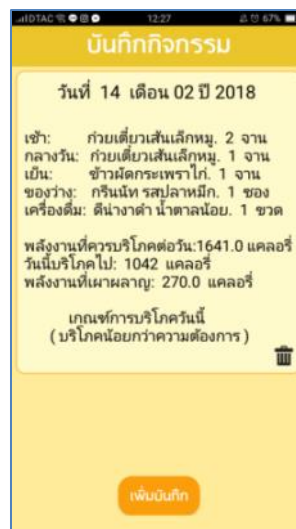 DTAC 12:27 67%
บันทึกกิจกรรม
วันที่ 14 เดือน 02 ปี 2018
เช้า: ก๋วยเตี๋ยวเส้นเล็กหมู. 2 จาน
กลางวัน: ก๋วยเตี๋ยวเส้นเล็กหมู. 1 จาน
เย็น: ข้าวผัดกระเพราไก่. 1 จาน
ของว่าง: กรีนนัท รสปลาหมึก. 1 ซอง
เครื่องดื่ม: ดีน่างาดำ น้ำตาลน้อย. 1 ขวด
พลังงานที่ควรบริโภคต่อวัน:1641.0 แคลอรี่
วันนี้บริโภคไป: 1042 แคลอรี่
พลังงานที่เผาผลาญ: 270.0 แคลอรี่
เกณฑ์การบริโภควันนี้
( บริโภคน้อยกว่าความต้องการ )
เพิ่มบันทึก